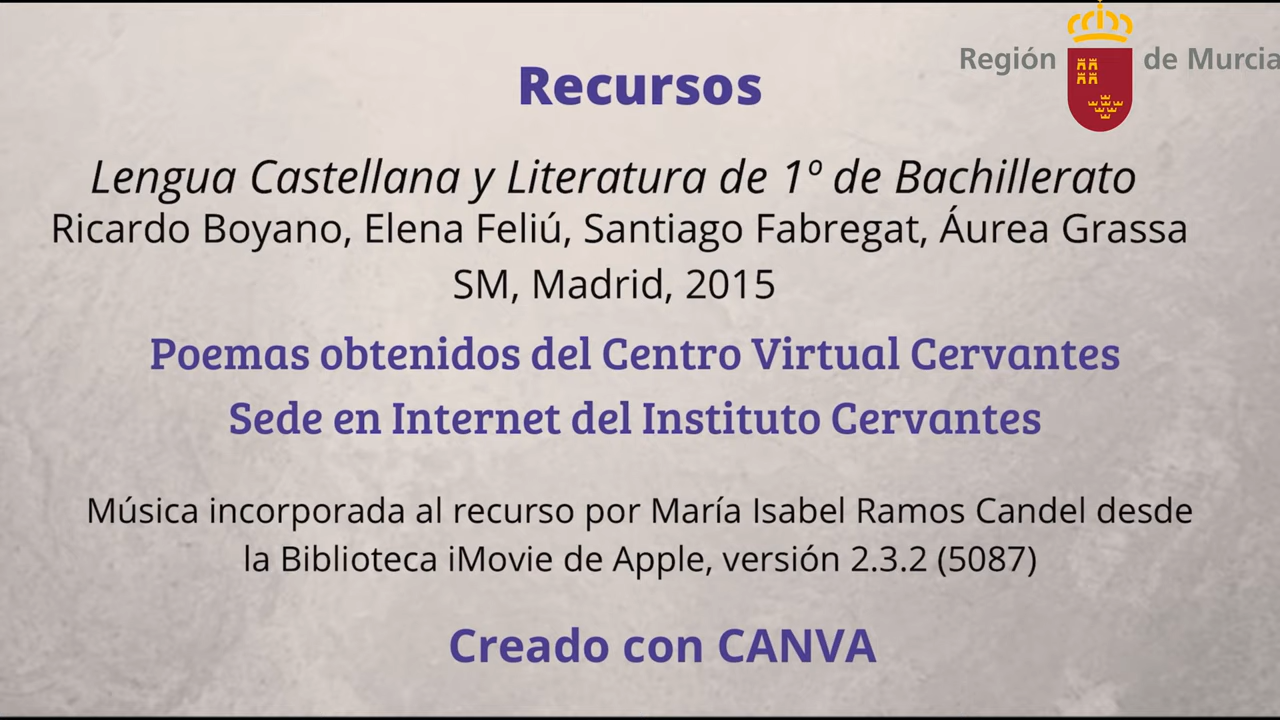 Región de Murcia
Recursos
Lengua Castellana y Literatura de 1º de Bachillerato
Ricardo Boyano, Elena Feliú, Santiago Fabregat, Áurea Grassa
SM, Madrid, 2015
Poemas obtenidos del Centro Virtual Cervantes
Sede en Internet del Instituto Cervantes
Música incorporada al recurso por María Isabel Ramos Candel desde
la Biblioteca iMovie de Apple, versión 2.3.2 (5087)
Creado con CANVA